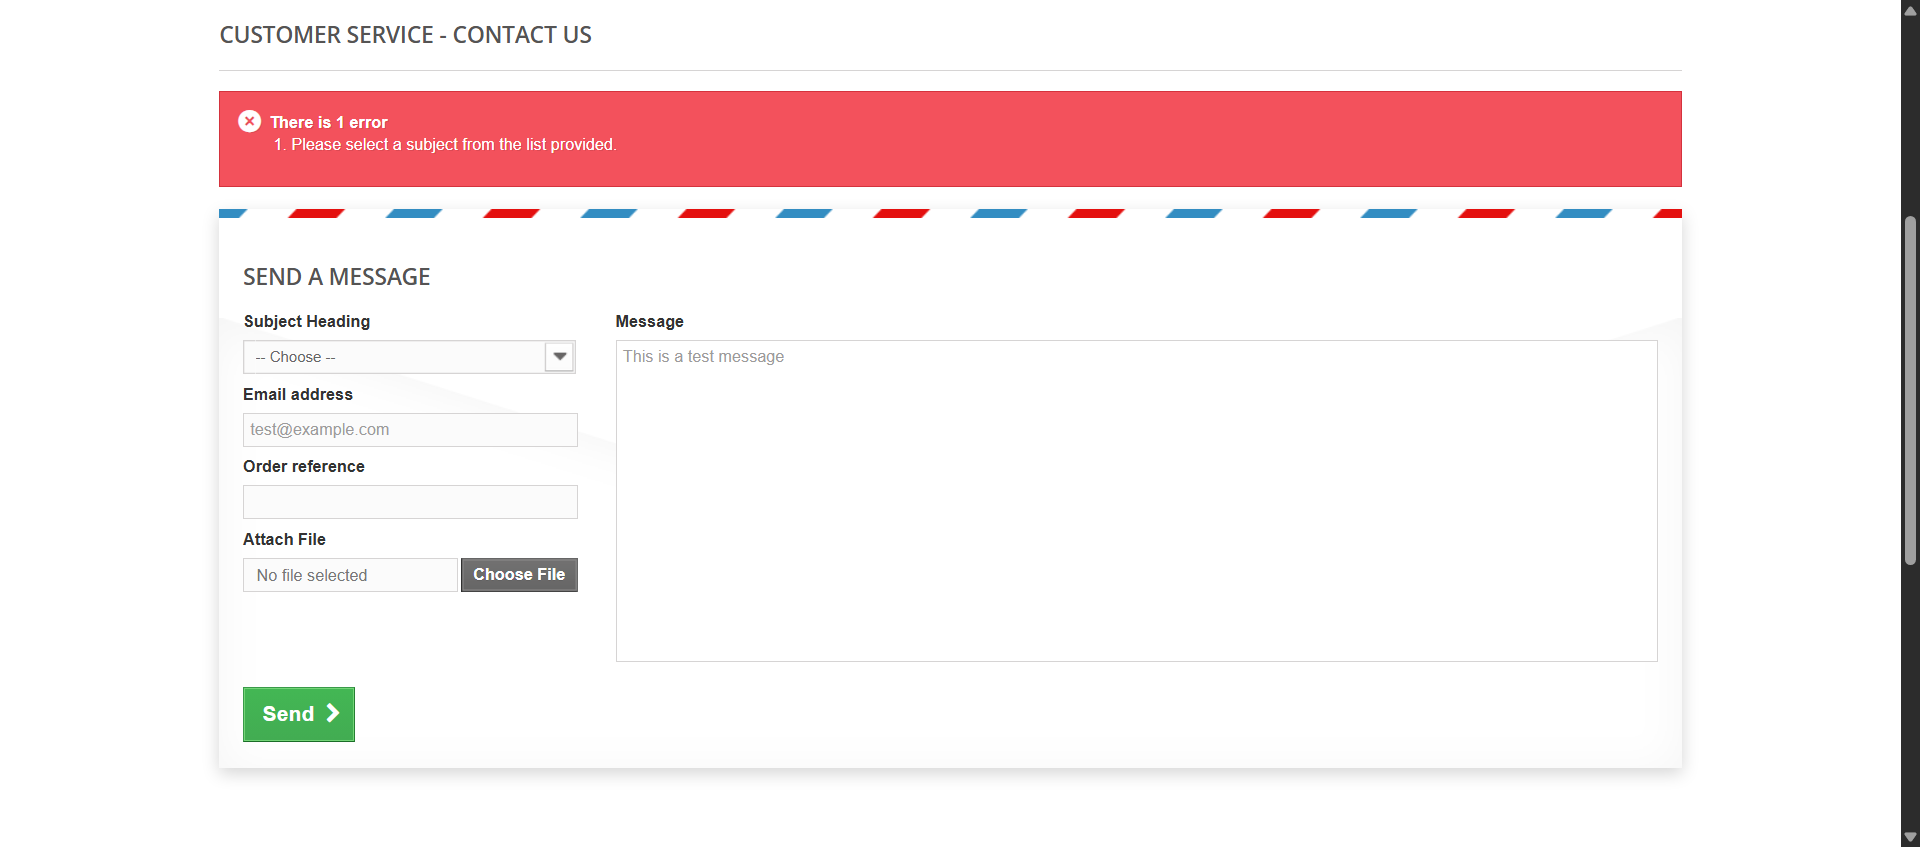 CUSTOMER SERVICE - CONTACT US
There is 1 error
1. Please select a subject from the list provided.
SEND A MESSAGE
Subject Heading
-- Choose --
Email address
test@example.com
Order reference
Attach File
No file selected
Choose File
Message
This is a test message
Send